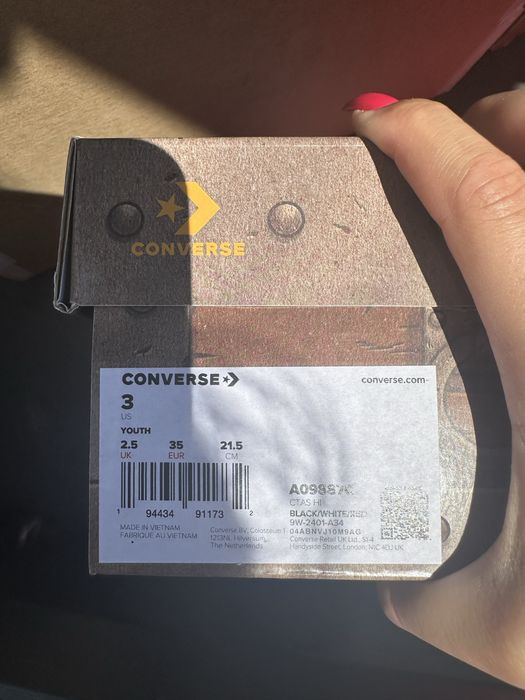 CONVERSE
CONVERSE
converse.com
3
US
YOUTH
2.5 35 21.5
UK EUR CM
1 94434 91173 2
MADE IN VIETNAM
FABRIQUE AU VIETNAM
Converse BV, Colosseum 1
1213NL Hilversum,
The Netherlands
CTAS HI
BLACK/WHITE/RED
9W-2401-A34
04ABNVJ10M9AG
Converse Retail UK Ltd., S1-4
Handyside Street, London, N1C 4DJ UK